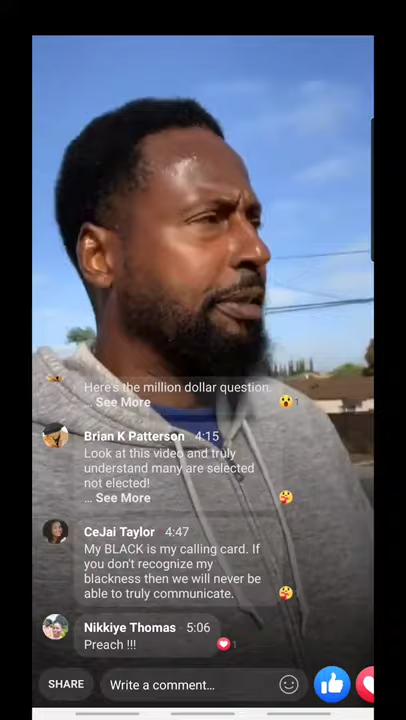 Here's the million dollar question.
... See More
1
Brian K Patterson 4:15
Look at this video and truly
understand many are selected
not elected!
... See More
CeJai Taylor 4:47
My BLACK is my calling card. If
you don't recognize my
blackness then we will never be
able to truly communicate.
Nikkiye Thomas 5:06
Preach !!!
1
SHARE
Write a comment...